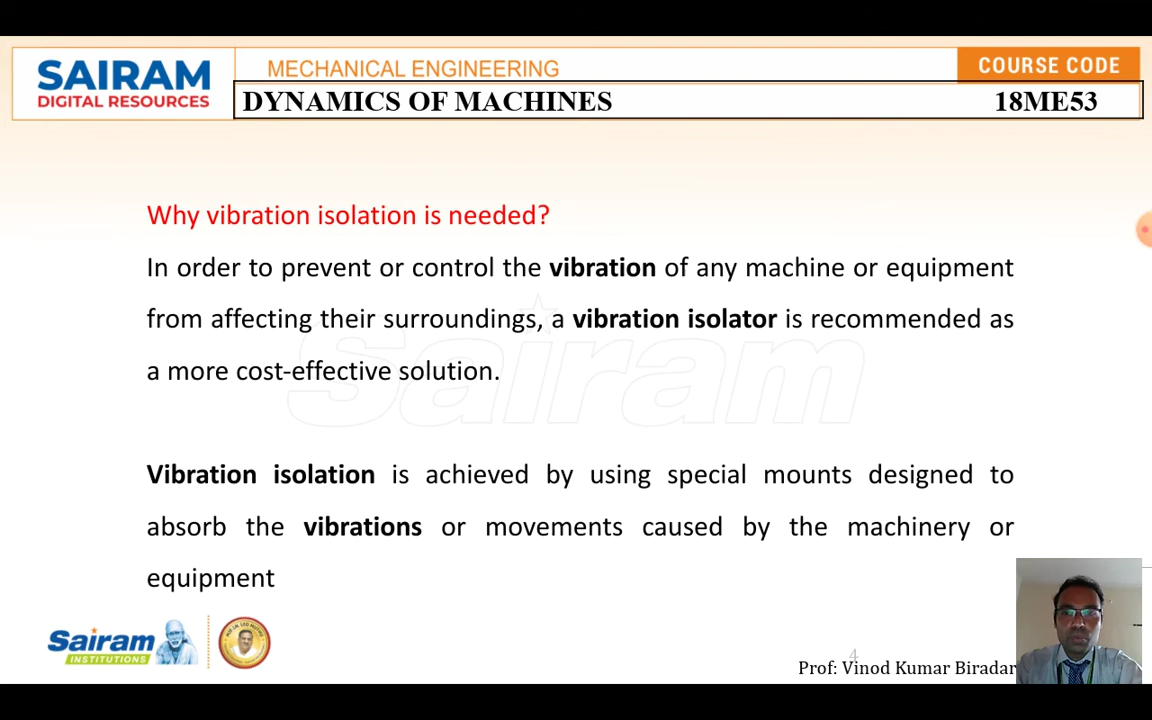 SAIRAM
DIGITAL RESOURCES
MECHANICAL ENGINEERING
COURSE CODE
DYNAMICS OF MACHINES
18ME53
Why vibration isolation is needed?
In order to prevent or control the vibration of any machine or equipment
from affecting their surroundings, a vibration isolator is recommended as
a more cost-effective solution.
Sairam
Vibration isolation is achieved by using special mounts designed to
absorb the vibrations or movements caused by the machinery or
equipment
Sairam
INSTITUTIONS
4
Prof: Vinod Kumar Biradar